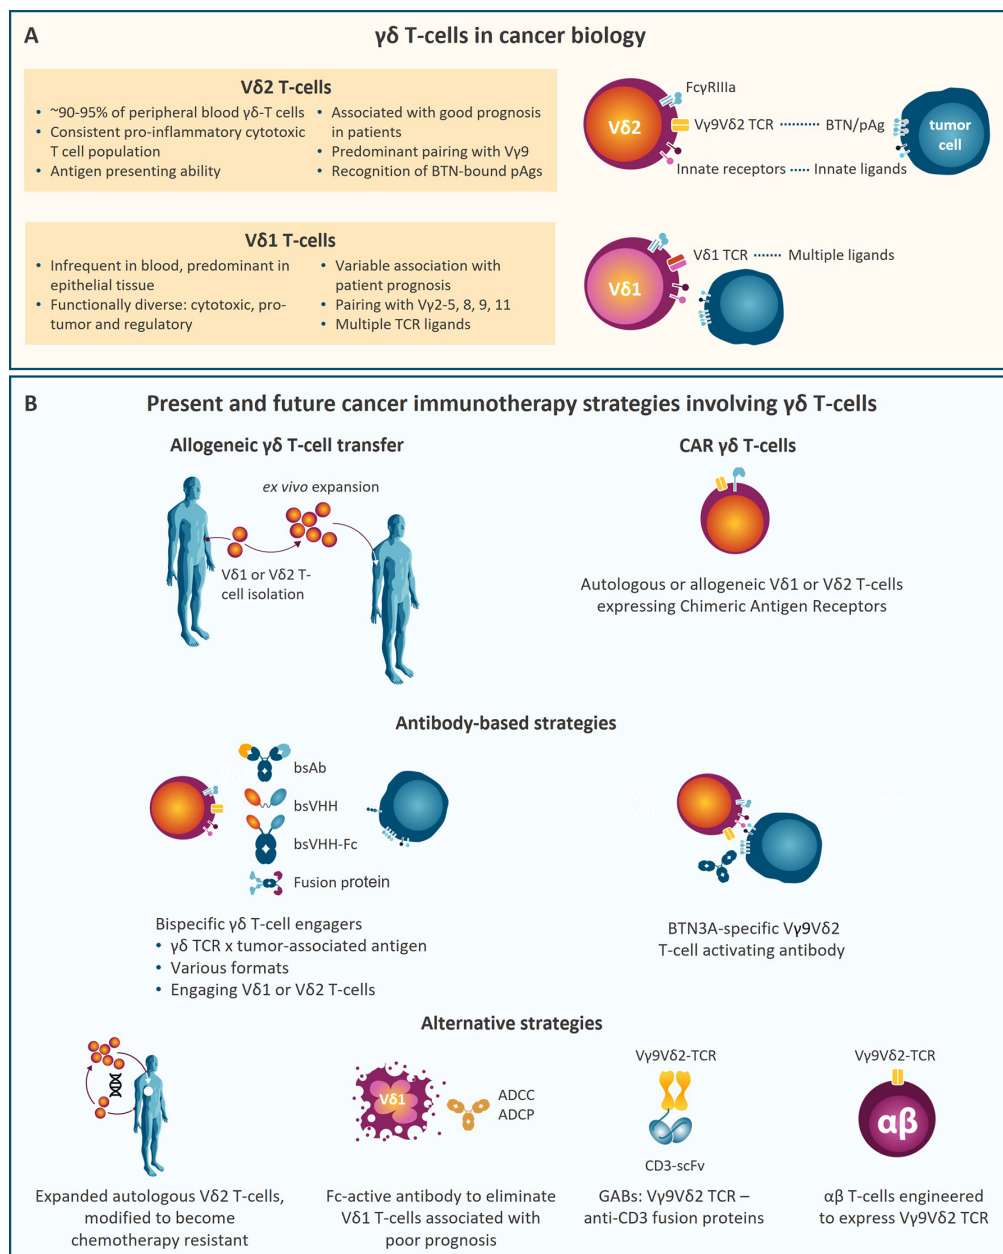 A
γδ T-cells in cancer biology
Vδ2 T-cells
• ~90-95% of peripheral blood γδ-T cells
• Consistent pro-inflammatory cytotoxic
T cell population
• Antigen presenting ability
• Associated with good prognosis
in patients
• Predominant pairing with Vγ9
• Recognition of BTN-bound pAgs
Vδ2
FcγRIIIa
Vγ9Vδ2 TCR ········ BTN/pAg
Innate receptors ····· Innate ligands
tumor
cell
Vδ1 T-cells
• Infrequent in blood, predominant in
epithelial tissue
• Functionally diverse: cytotoxic, pro-
tumor and regulatory
• Variable association with
patient prognosis
• Pairing with Vγ2-5, 8, 9, 11
• Multiple TCR ligands
Vδ1
Vδ1 TCR ······· Multiple ligands
B
Present and future cancer immunotherapy strategies involving γδ T-cells
Allogeneic γδ T-cell transfer
ex vivo expansion
Vδ1 or Vδ2 T-
cell isolation
CAR γδ T-cells
Autologous or allogeneic Vδ1 or Vδ2 T-cells
expressing Chimeric Antigen Receptors
Antibody-based strategies
bsAb
bsVHH
bsVHH-Fc
Fusion protein
Bispecific γδ T-cell engagers
• γδ TCR x tumor-associated antigen
• Various formats
• Engaging Vδ1 or Vδ2 T-cells
BTN3A-specific Vγ9Vδ2
T-cell activating antibody
Alternative strategies
Expanded autologous Vδ2 T-cells,
modified to become
chemotherapy resistant
Vδ1
ADCC
ADCP
Fc-active antibody to eliminate
Vδ1 T-cells associated with
poor prognosis
Vγ9Vδ2-TCR
CD3-scFv
GABs: Vγ9Vδ2 TCR –
anti-CD3 fusion proteins
Vγ9Vδ2-TCR
αβ
αβ T-cells engineered
to express Vγ9Vδ2 TCR